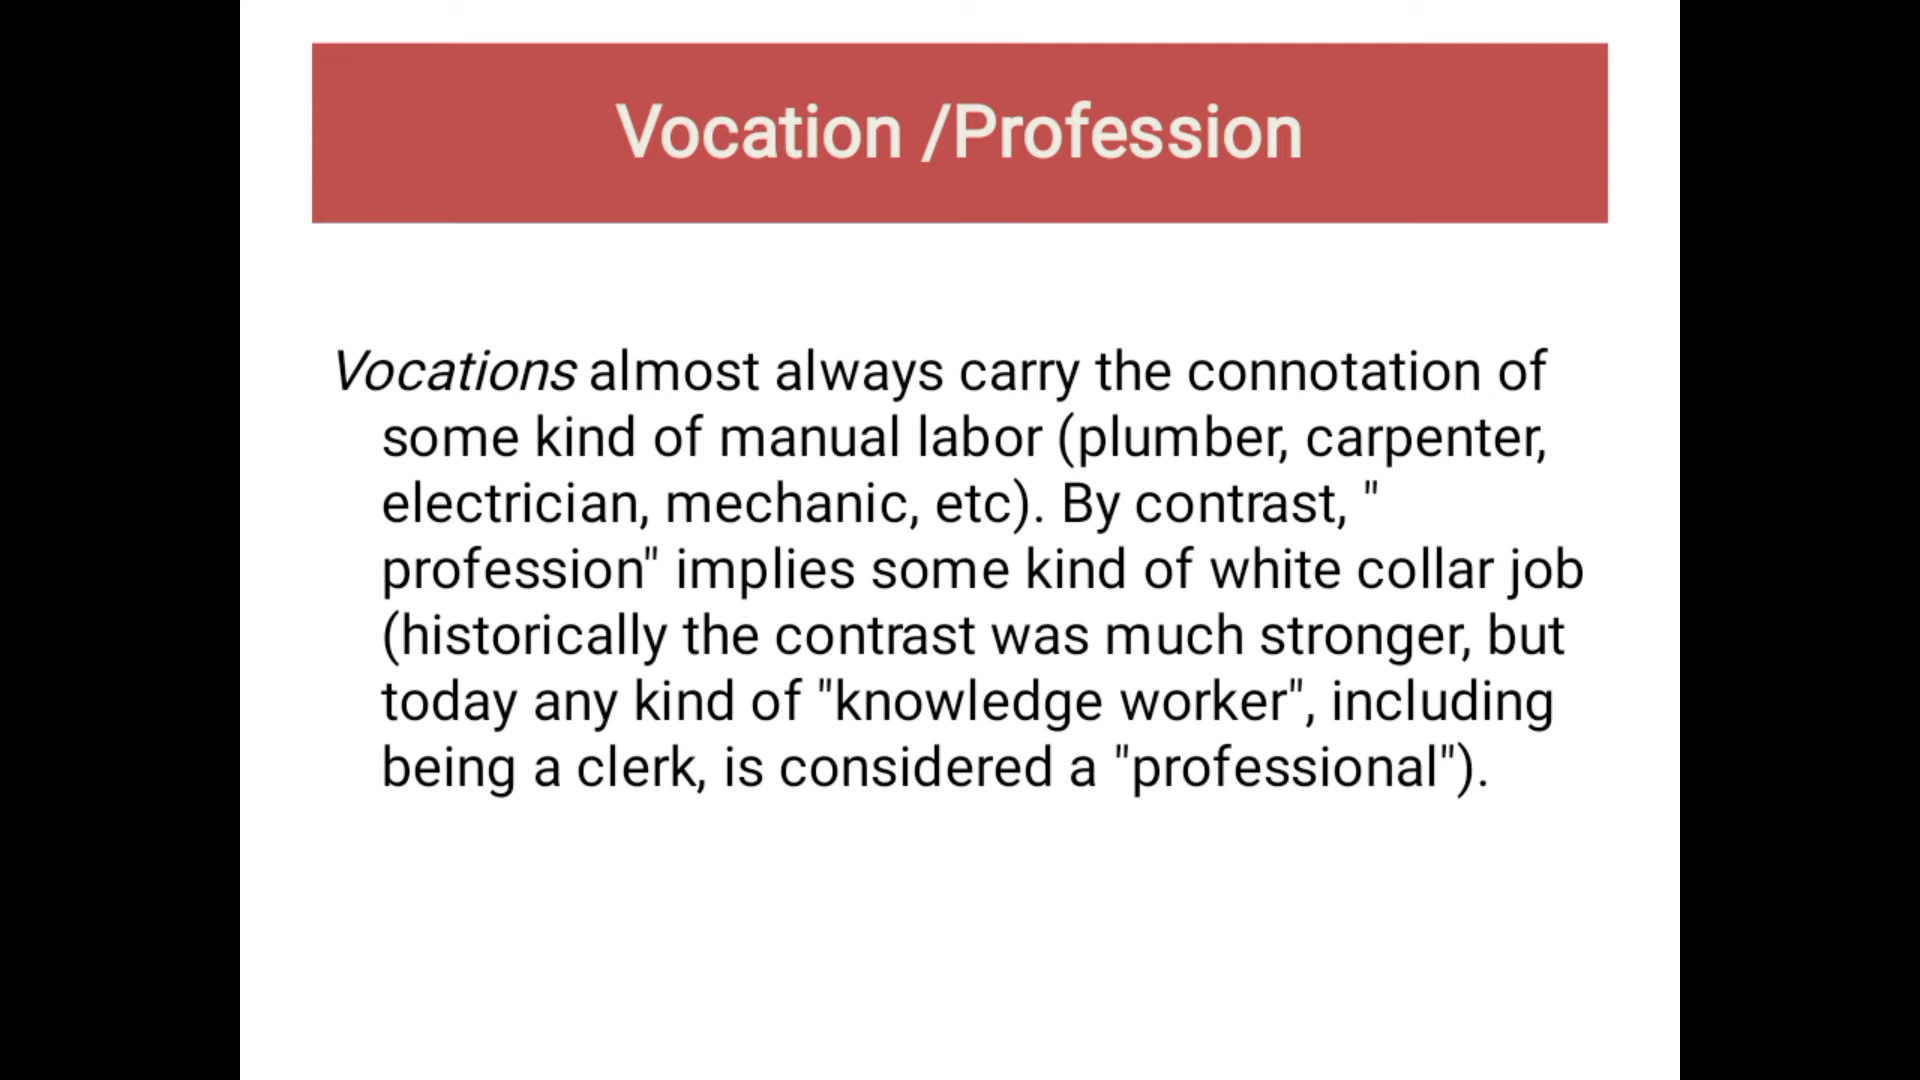 Vocation /Profession
Vocations almost always carry the connotation of
some kind of manual labor (plumber, carpenter,
electrician, mechanic, etc). By contrast, "
profession" implies some kind of white collar job
(historically the contrast was much stronger, but
today any kind of "knowledge worker", including
being a clerk, is considered a "professional").